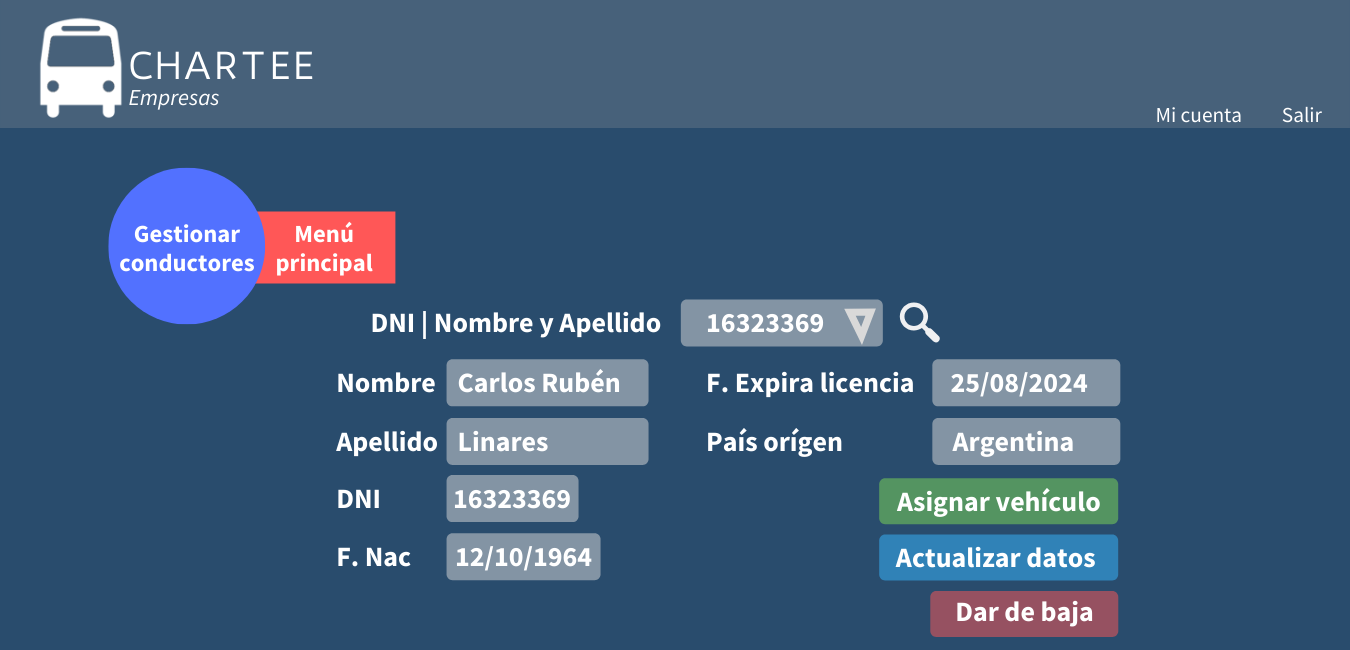 CHARTEE
Empresas
Mi cuenta
Salir
Gestionar
conductores
Menú
principal
DNI | Nombre y Apellido
16323369
Nombre
Carlos Rubén
F. Expira licencia
25/08/2024
Apellido
Linares
País orígen
Argentina
DNI
16323369
Asignar vehículo
F. Nac
12/10/1964
Actualizar datos
Dar de baja